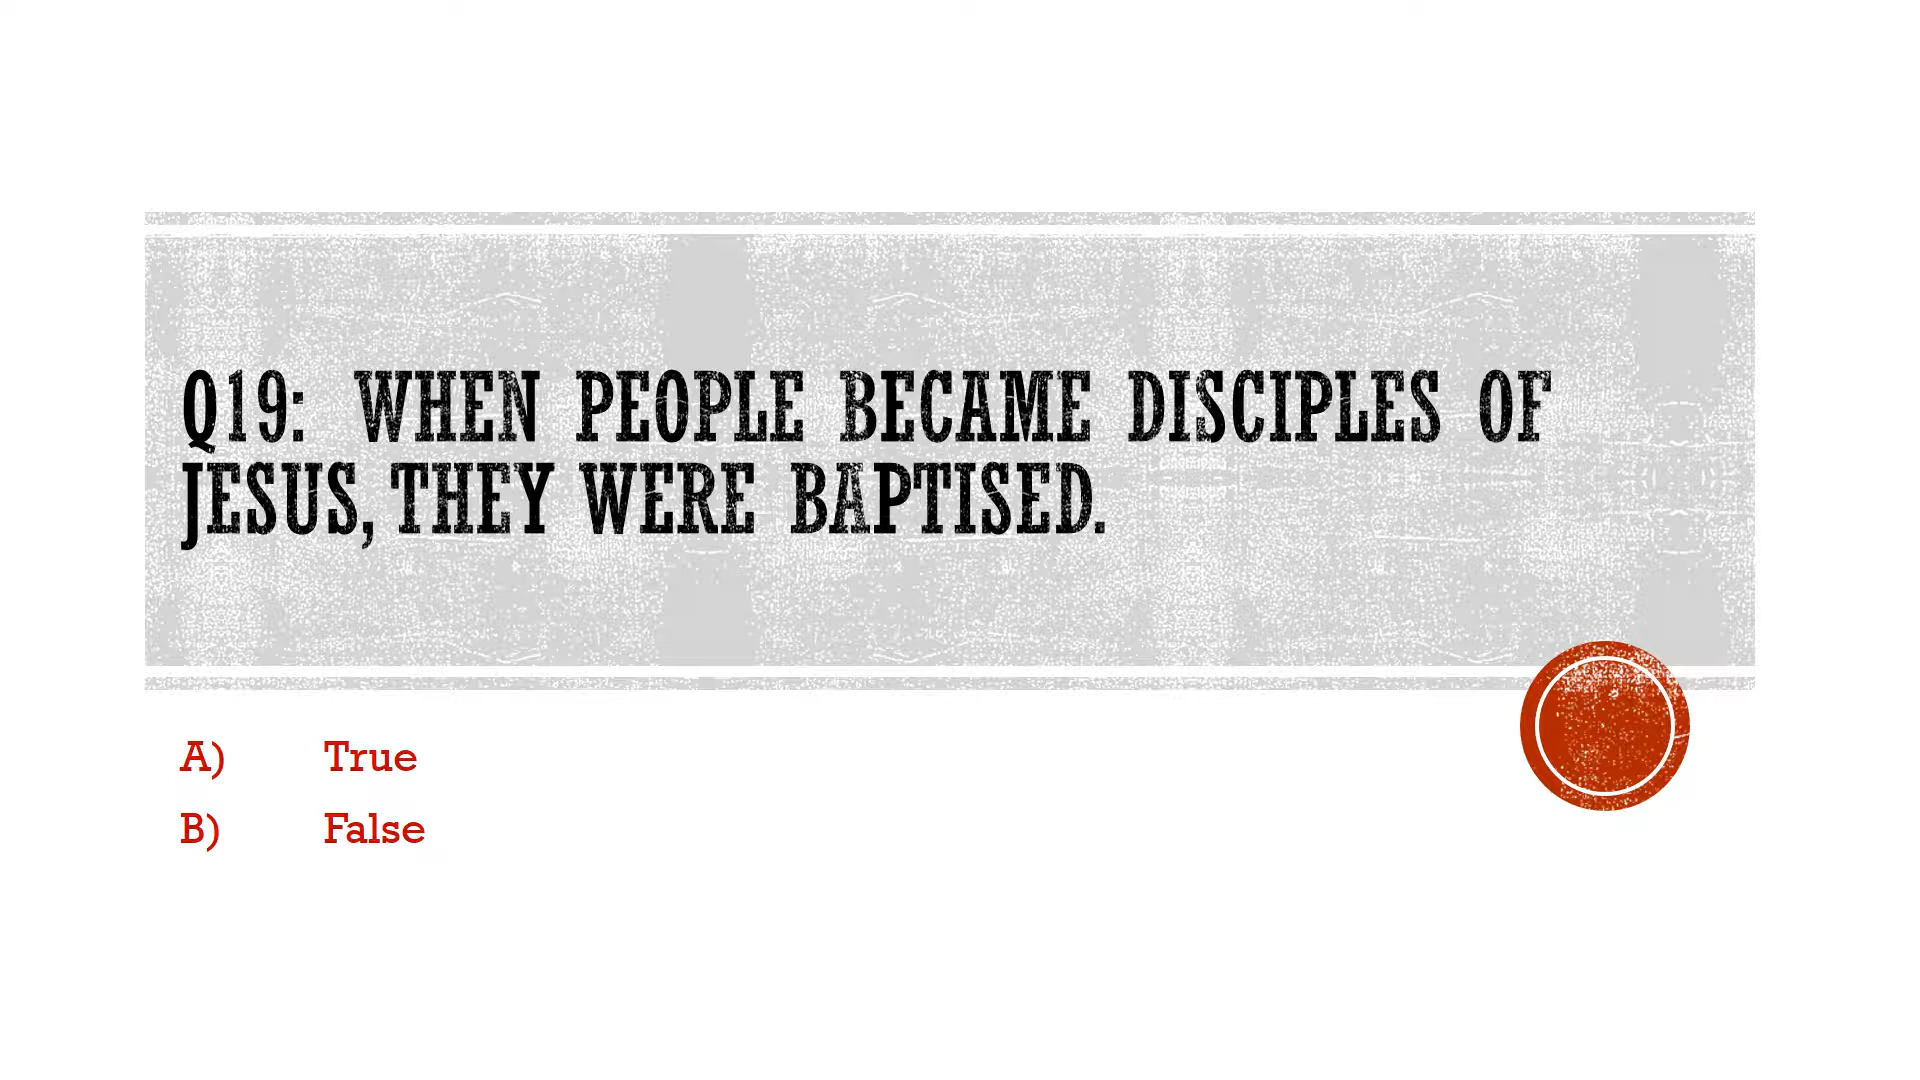 Q19: WHEN PEOPLE BECAME DISCIPLES OF
JESUS, THEY WERE BAPTISED.
A) True
B) False